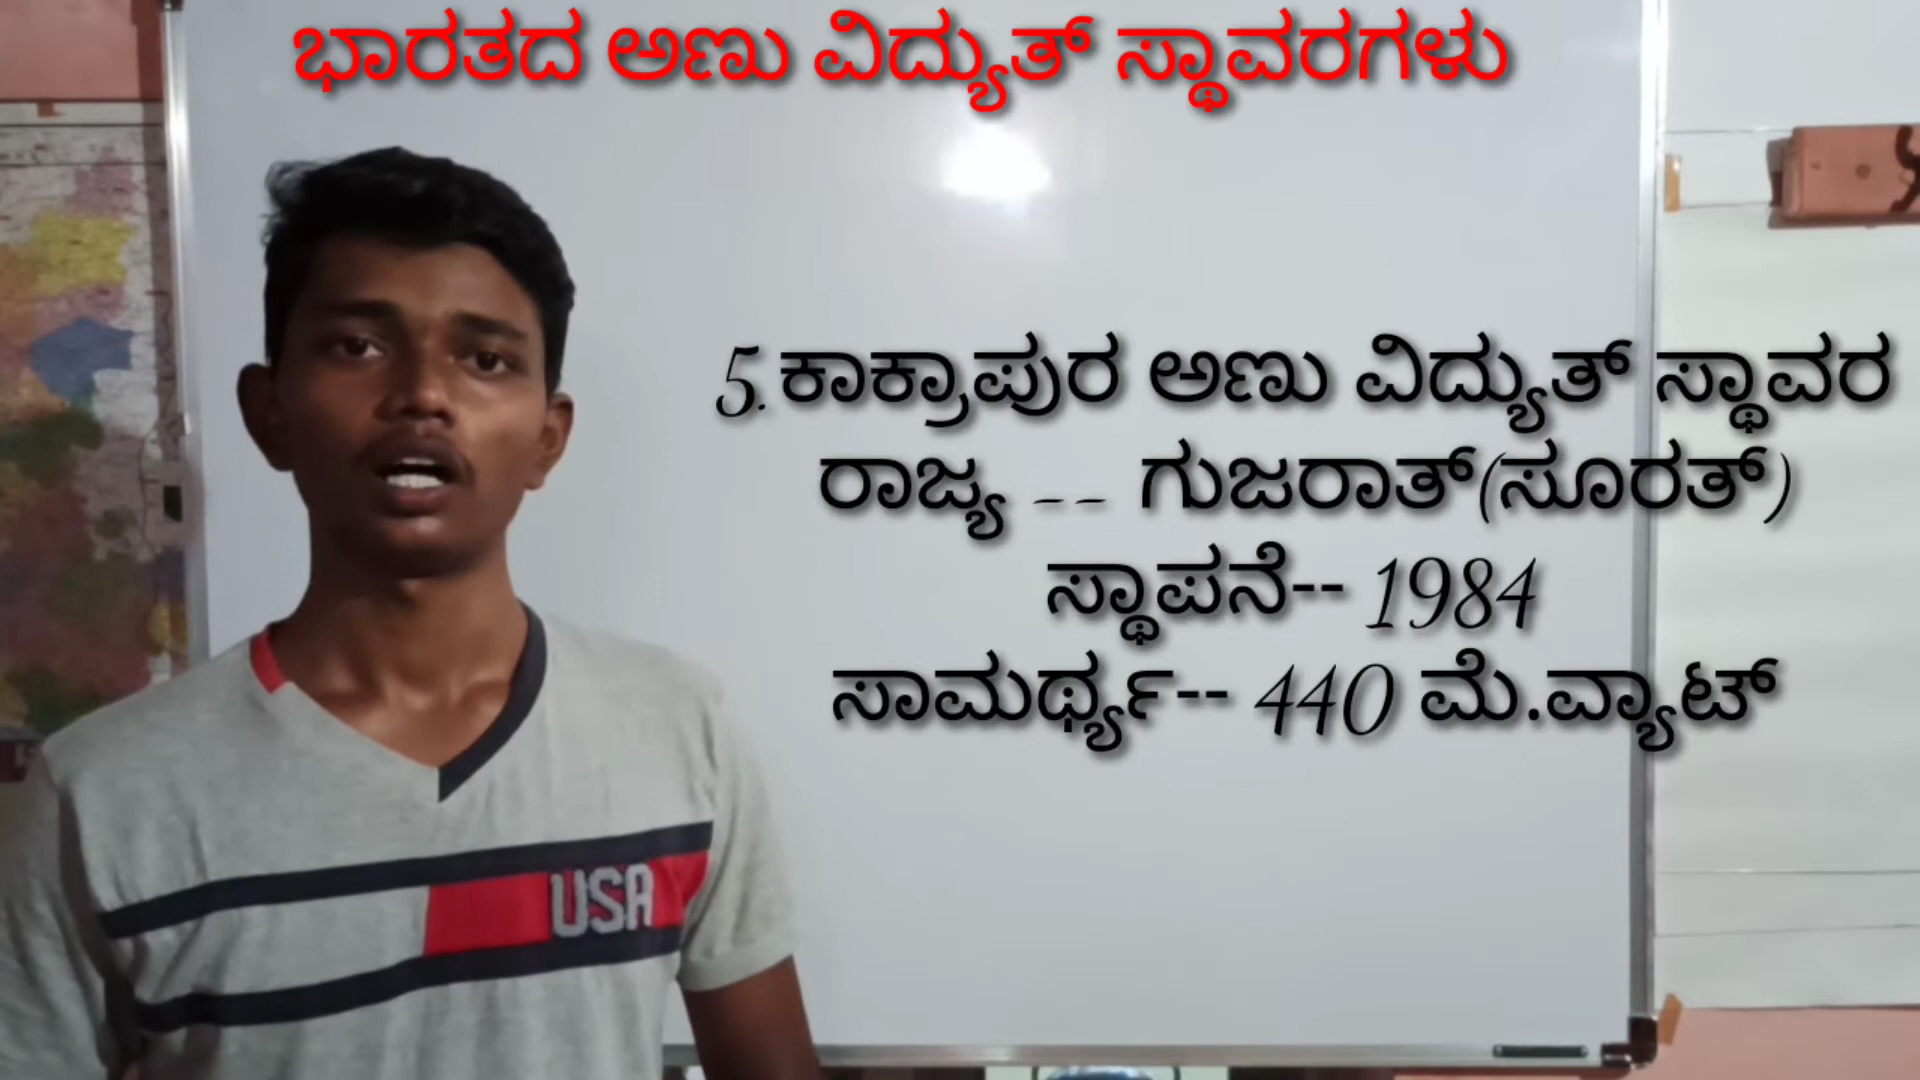 ಭಾರತದ ಅಣು ವಿದ್ಯುತ್ ಸ್ಥಾವರಗಳು
5.ಕಾಕ್ರಾಪುರ ಅಣು ವಿದ್ಯುತ್ ಸ್ಥಾವರ
ರಾಜ್ಯ -- ಗುಜರಾತ್(ಸೂರತ್)
ಸ್ಥಾಪನೆ-- 1984
ಸಾಮರ್ಥ್ಯ-- 440 ಮೆ.ವ್ಯಾಟ್
USA